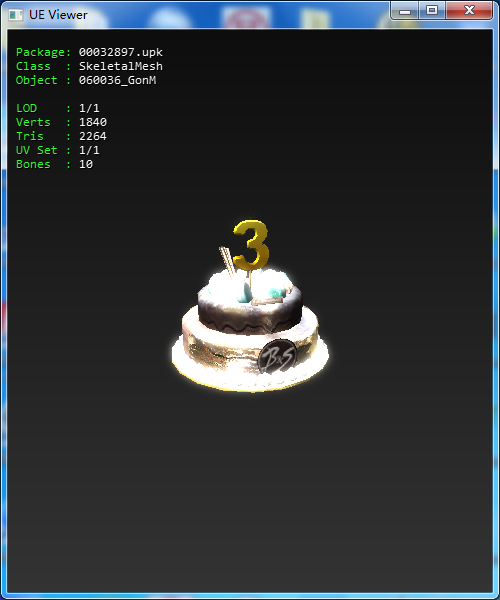 UE Viewer
Package: 00032897.upk
Class : SkeletalMesh
Object : 060036_GonM
LOD : 1/1
Verts : 1840
Tris : 2264
UV Set : 1/1
Bones : 10
3
B&S